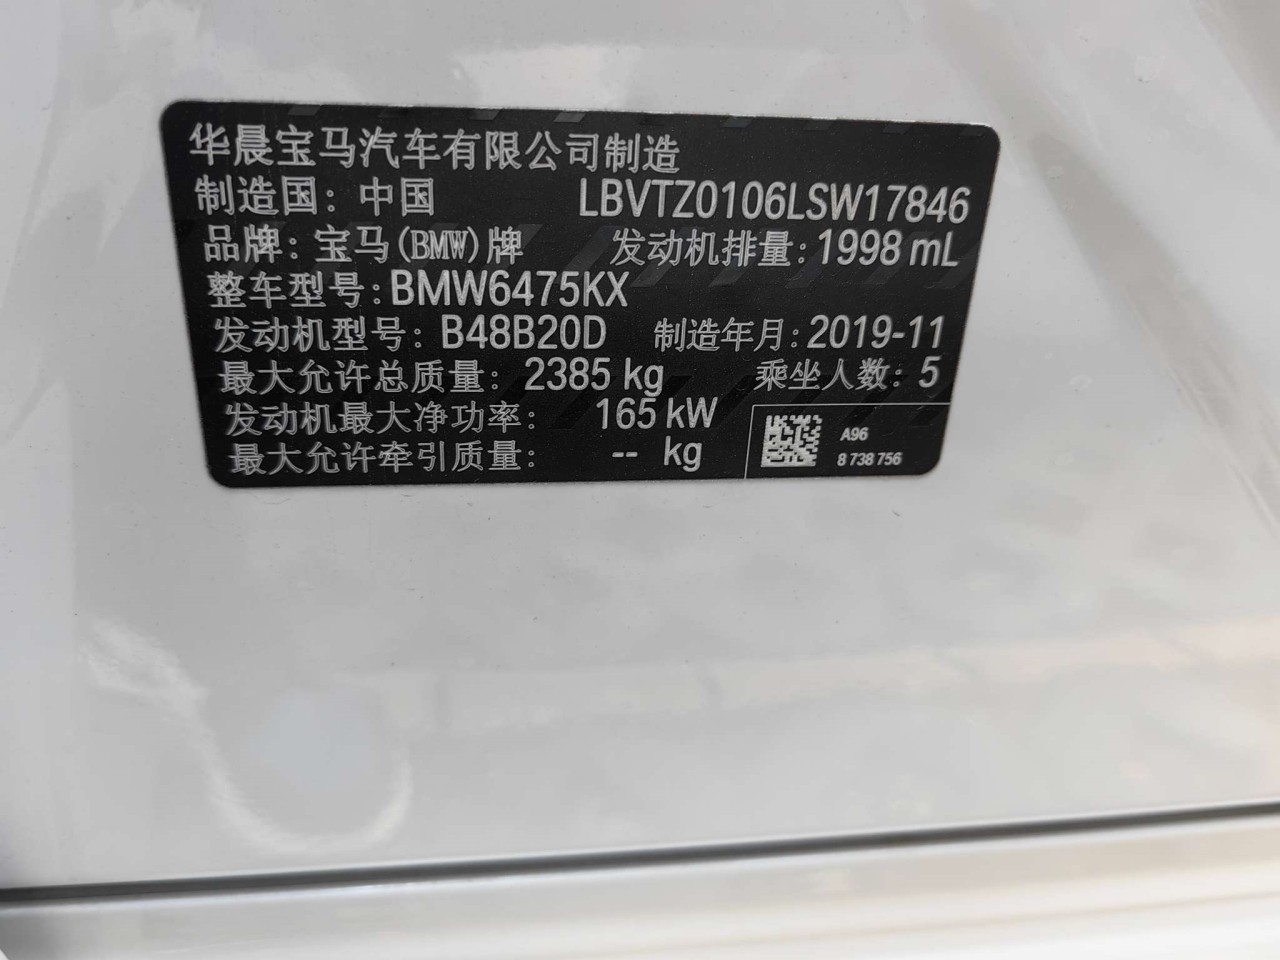 华晨宝马汽车有限公司制造
制造国：中国 LBVTZ0106LSW17846
品牌：宝马(BMW)牌 发动机排量：1998 mL
整车型号：BMW6475KX
发动机型号：B48B20D 制造年月：2019-11
最大允许总质量：2385 kg 乘坐人数：5
发动机最大净功率：165 kW
最大允许牵引质量：-- kg
A96
8 738 756